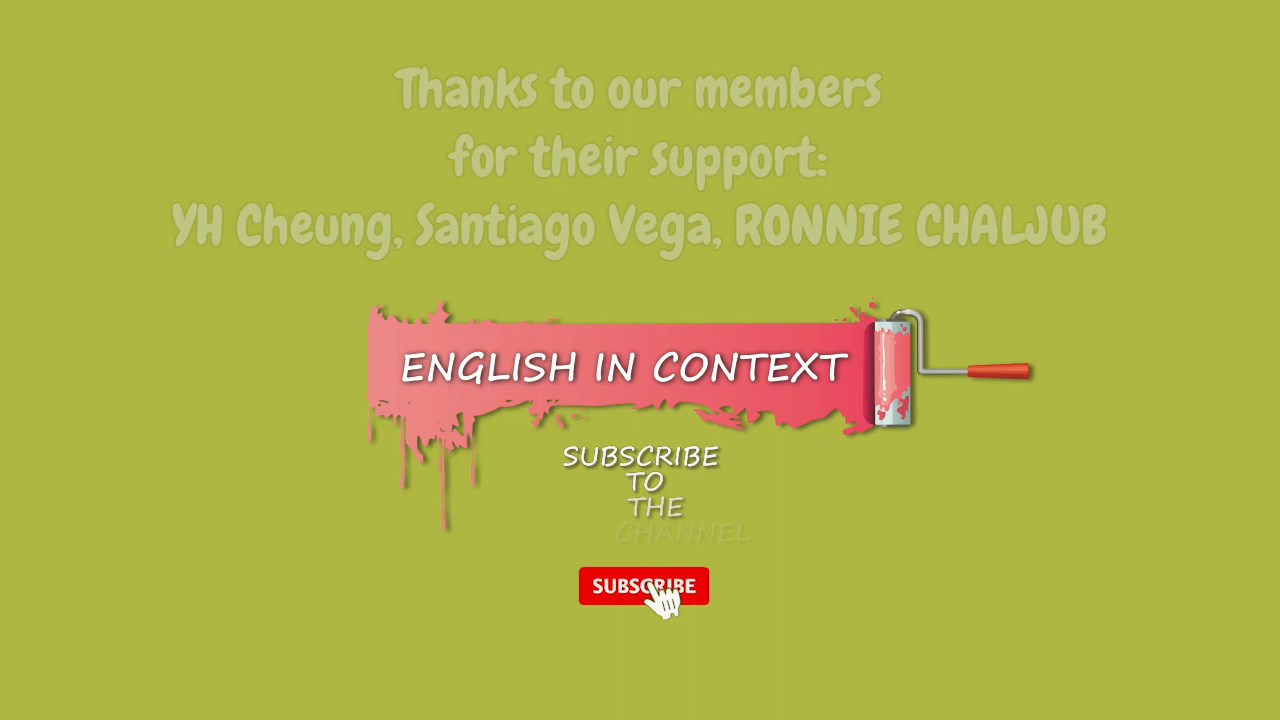 Thanks to our members
for their support:
YH Cheung, Santiago Vega, RONNIE CHALJUB
ENGLISH IN CONTEXT
SUBSCRIBE
TO
THE
CHANNEL
SUBSCRIBE